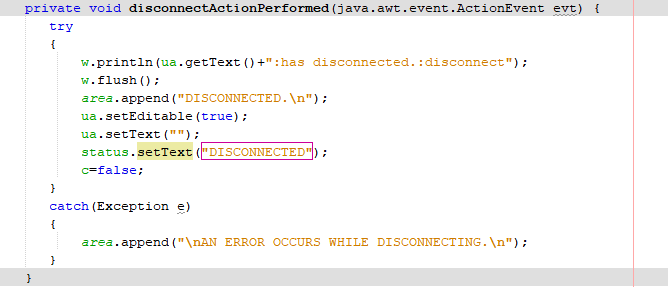 private void disconnectActionPerformed(java.awt.event.ActionEvent evt) {
try
{
w.println(ua.getText()+":has disconnected.:disconnect");
w.flush();
area.append("DISCONNECTED.\n");
ua.setEditable(true);
ua.setText("");
status.setText("DISCONNECTED");
c=false;
}
catch(Exception e)
{
area.append("\nAN ERROR OCCURS WHILE DISCONNECTING.\n");
}
}